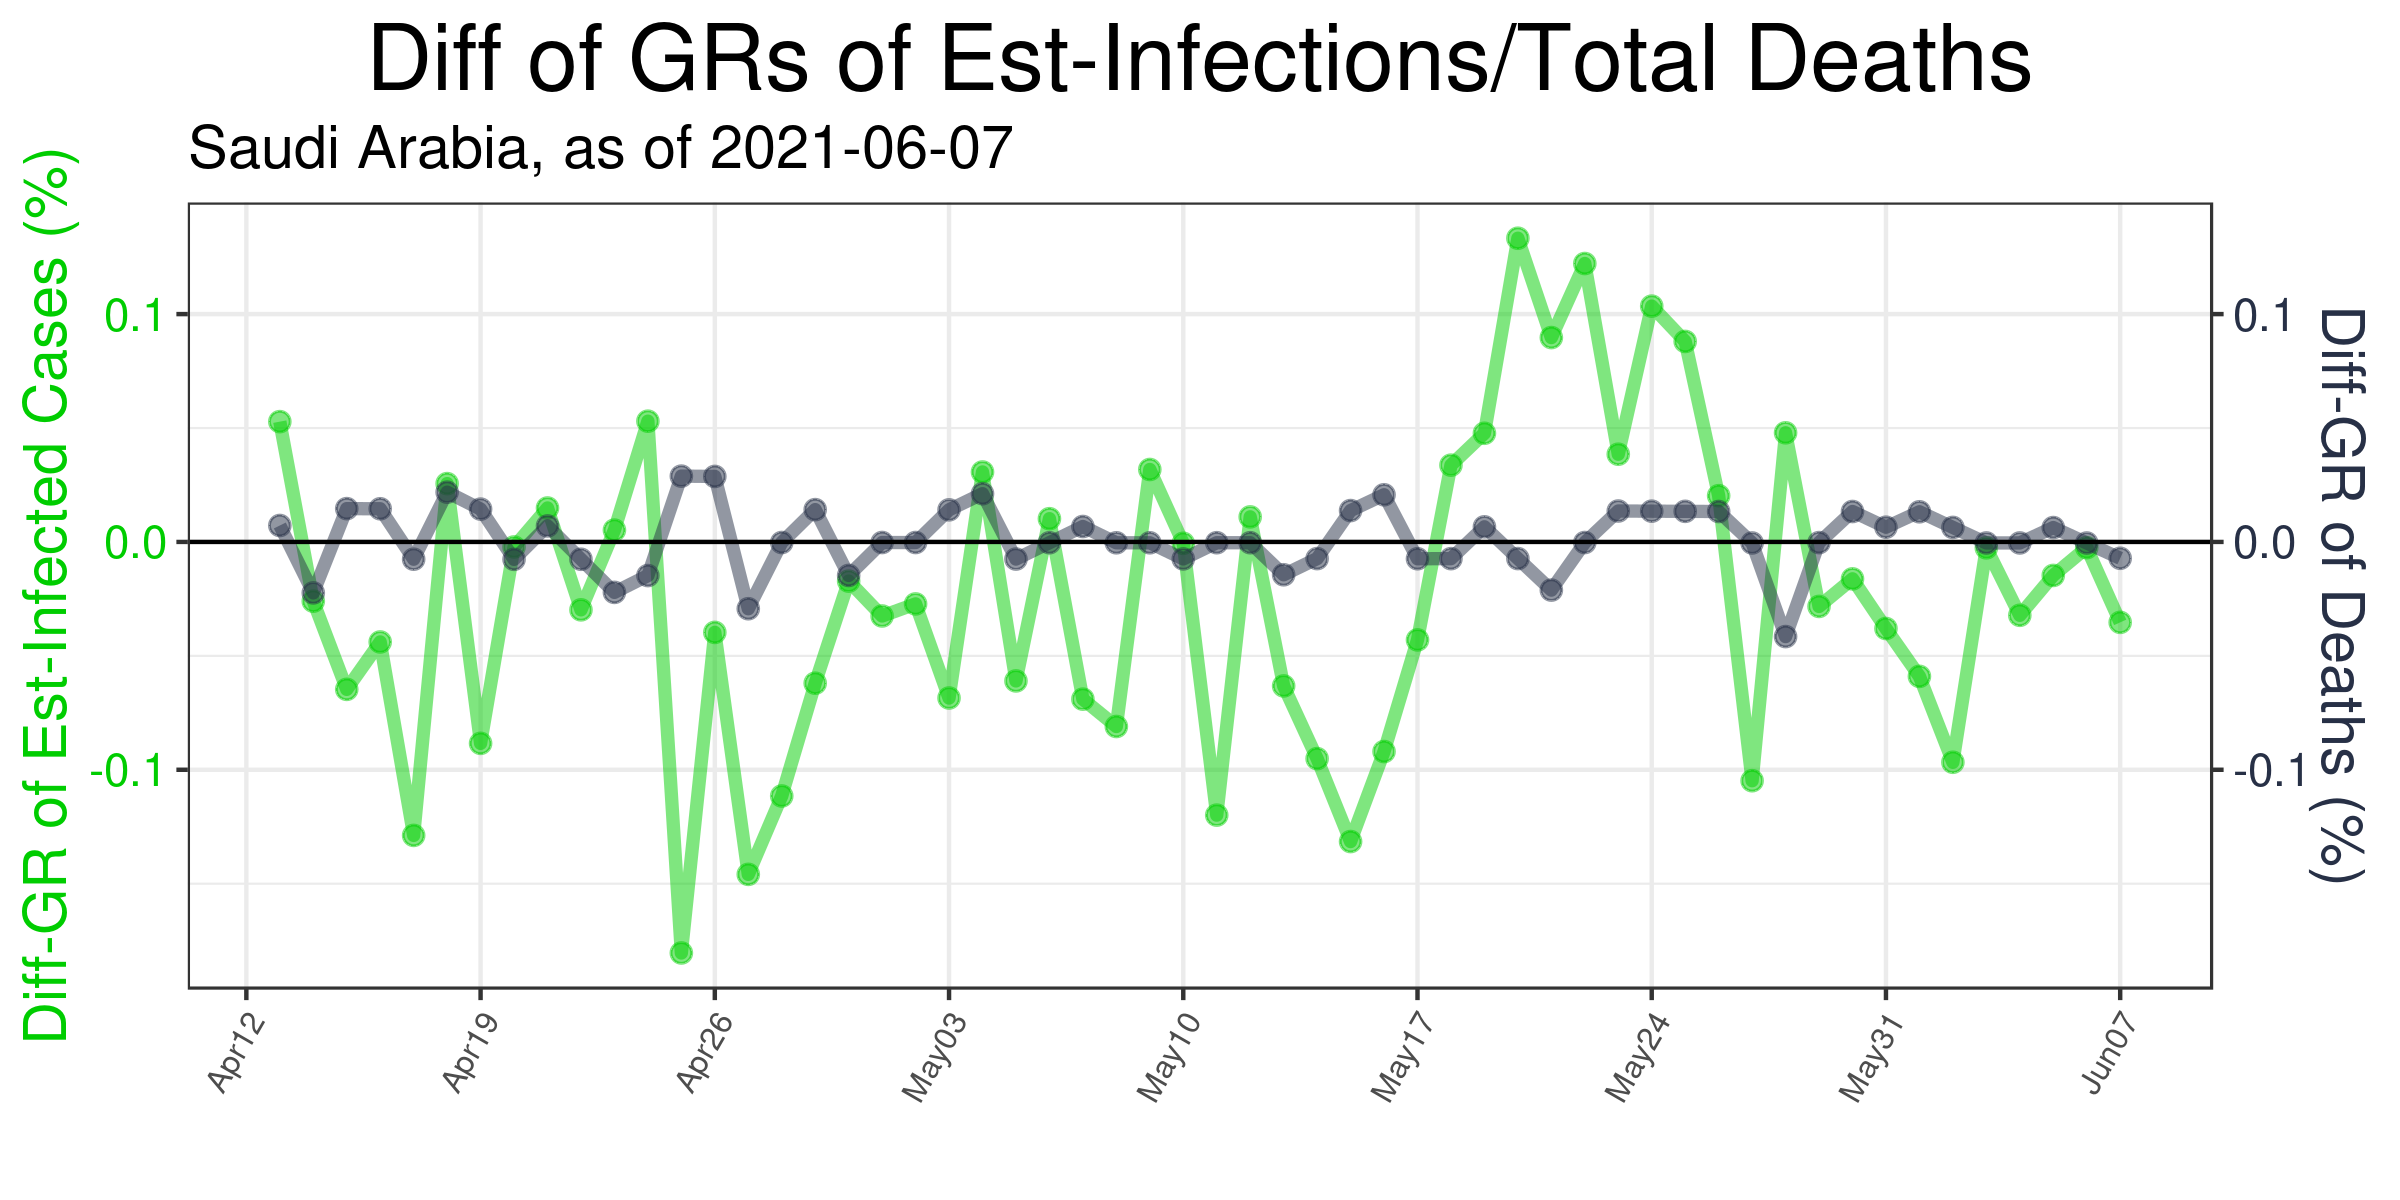 Diff of GRs of Est-Infections/Total Deaths
Saudi Arabia, as of 2021-06-07
Diff-GR of Est-Infected Cases (%)
0.1
0.0
-0.1
0.1
0.0
-0.1
Diff-GR of Deaths (%)
Apr12
Apr19
Apr26
May03
May10
May17
May24
May31
Jun07